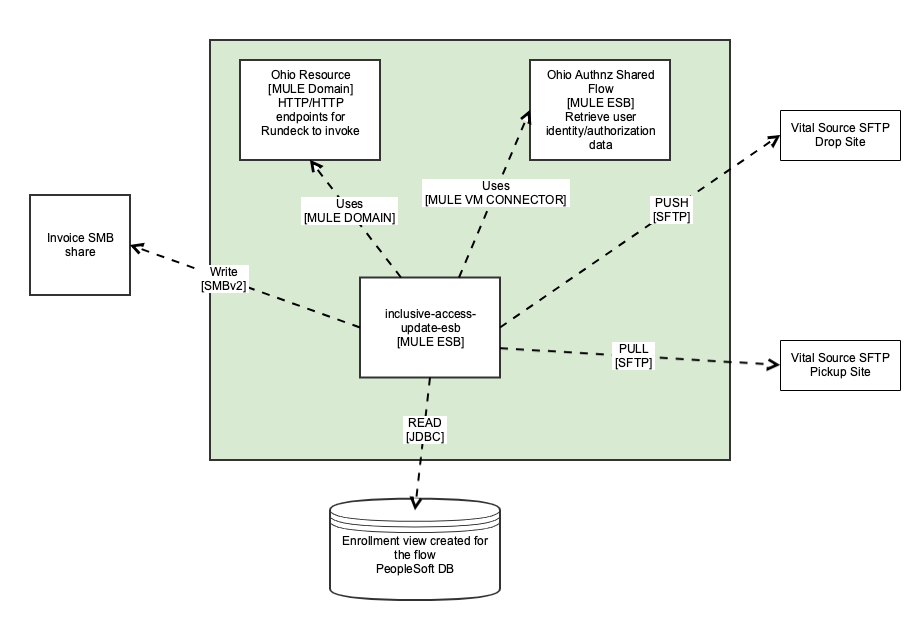 Ohio Resource
[MULE Domain]
HTTP/HTTP
endpoints for
Rundeck to invoke
Ohio Authnz Shared
Flow
[MULE ESB]
Retrieve user
identity/authorization
data
Vital Source SFTP
Drop Site
Uses
[MULE DOMAIN]
Uses
[MULE VM CONNECTOR]
PUSH
[SFTP]
Invoice SMB
share
Write
[SMBv2]
inclusive-access-
update-esb
[MULE ESB]
PULL
[SFTP]
Vital Source SFTP
Pickup Site
READ
[JDBC]
Enrollment view created for
the flow
PeopleSoft DB